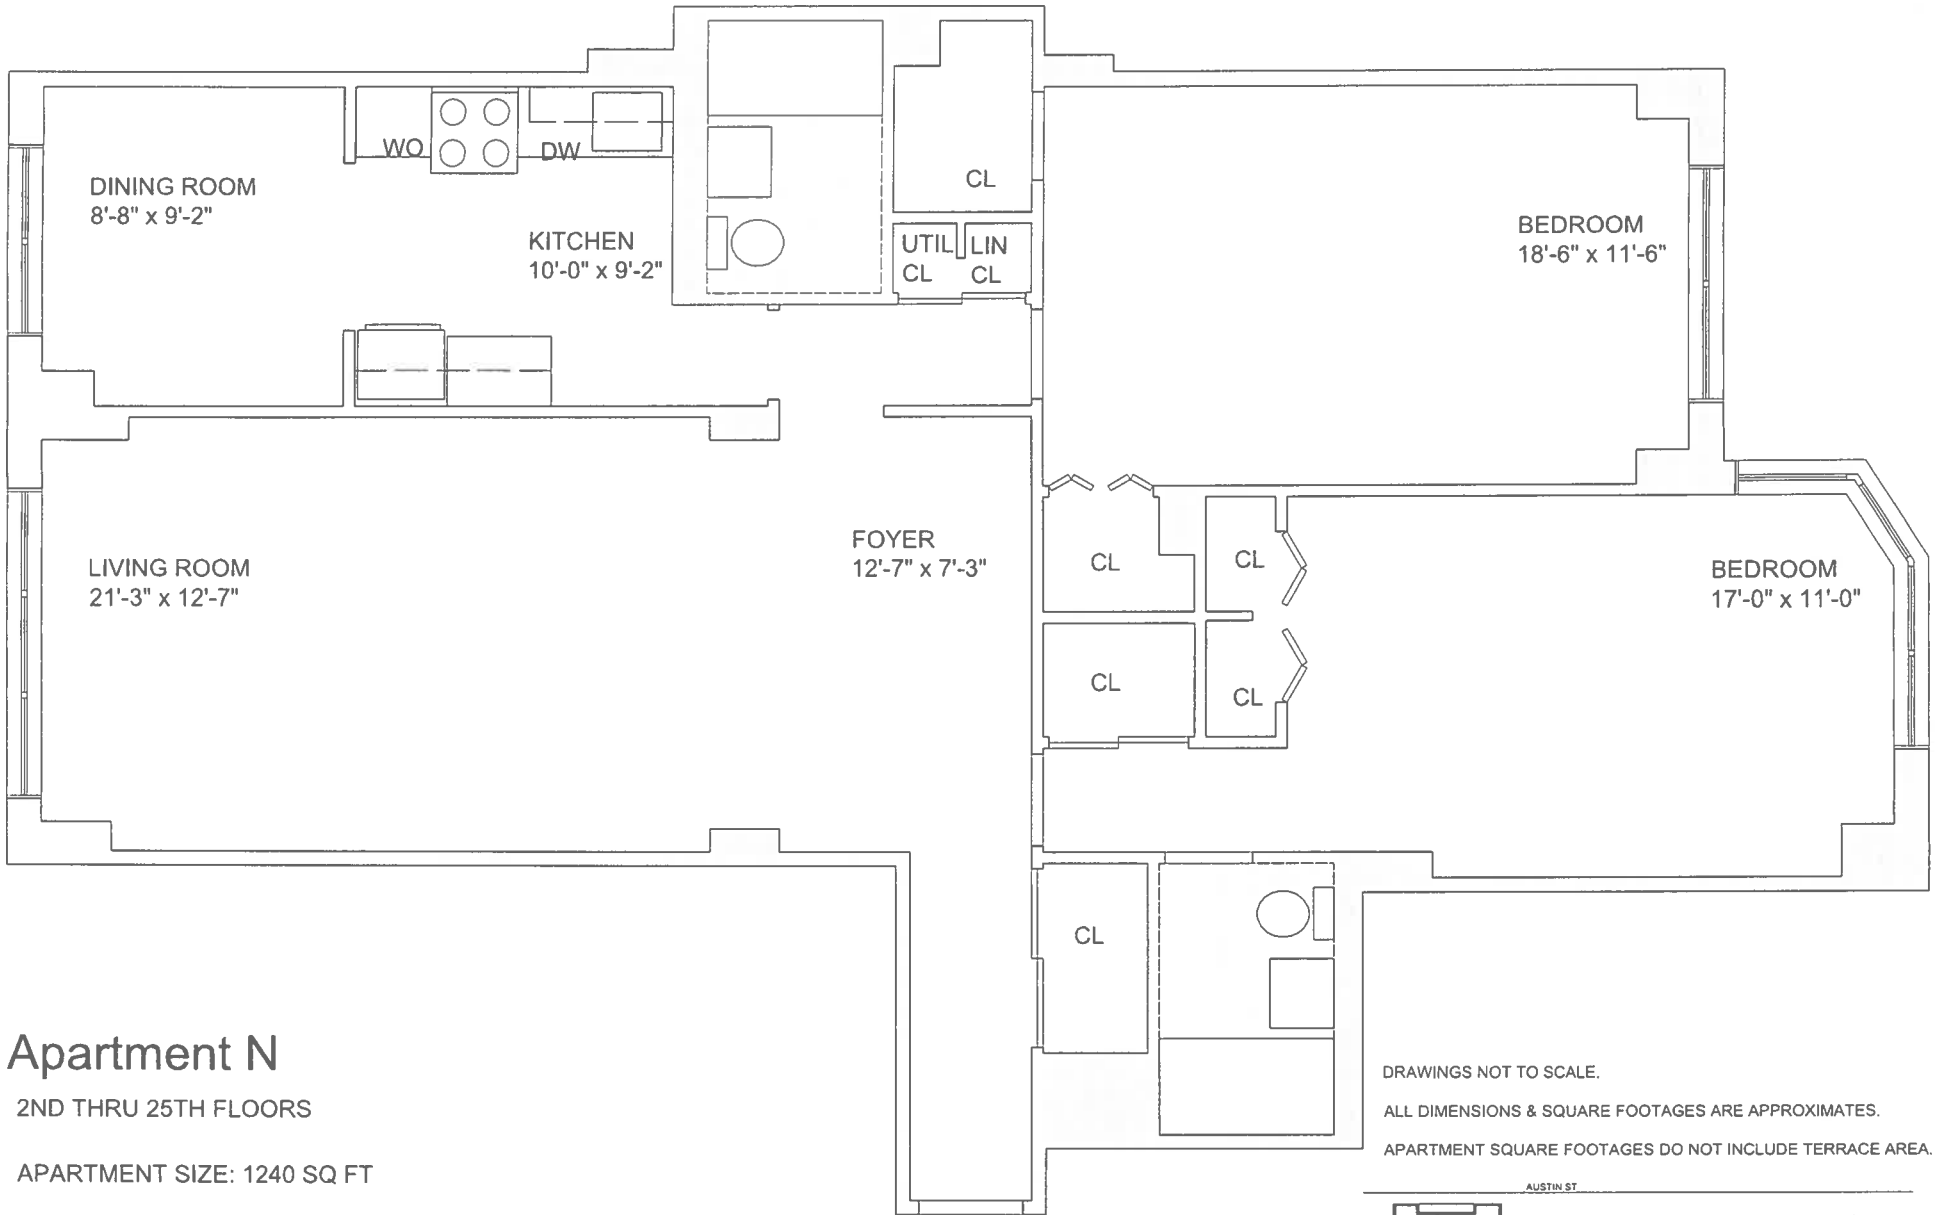 DINING ROOM
8'-8" x 9'-2"
WO
DW
KITCHEN
10'-0" x 9'-2"
CL
UTIL
CL
LIN
CL
BEDROOM
18'-6" x 11'-6"
LIVING ROOM
21'-3" x 12'-7"
FOYER
12'-7" x 7'-3"
CL
CL
CL
CL
BEDROOM
17'-0" x 11'-0"
CL
Apartment N
2ND THRU 25TH FLOORS
APARTMENT SIZE: 1240 SQ FT
DRAWINGS NOT TO SCALE.
ALL DIMENSIONS & SQUARE FOOTAGES ARE APPROXIMATES.
APARTMENT SQUARE FOOTAGES DO NOT INCLUDE TERRACE AREA.
AUSTIN ST